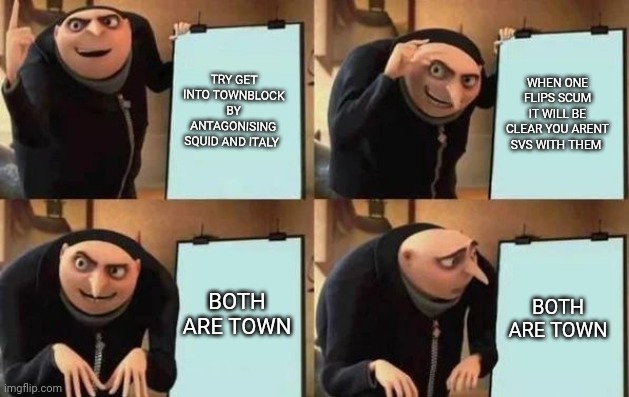 TRY GET
INTO TOWNBLOCK
BY
ANTAGONISING
SQUID AND ITALY
WHEN ONE
FLIPS SCUM
IT WILL BE
CLEAR YOU ARENT
SVS WITH THEM
BOTH
ARE TOWN
BOTH
ARE TOWN
imgflip.com